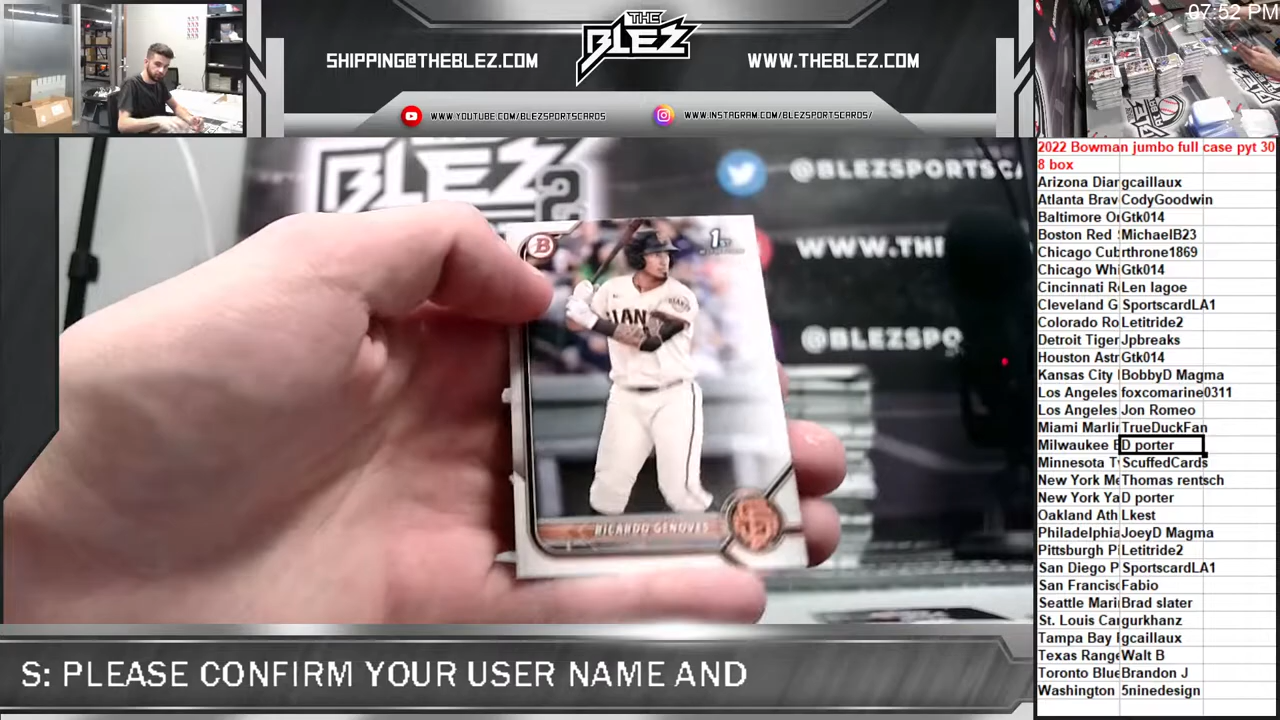 07:52 PM
THE
BLEZ
SHIPPING@THEBLEZ.COM
WWW.THEBLEZ.COM
WWW.YOUTUBE.COM/BLEZSPORTSCARDS
WWW.INSTAGRAM.COM/BLEZSPORTSCARDS/
BLEZ
@BLEZSPORTSCA
WWW.THE
@BLEZSPO
1ST
B
GIANTS
RICARDO GENOVES
SF
2022 Bowman jumbo full case pyt 30
8 box
Arizona Diar gcaillaux
Atlanta Brav CodyGoodwin
Baltimore Or Gtk014
Boston Red MichaelB23
Chicago Cub rthrone1869
Chicago Whi Gtk014
Cincinnati R Len lagoe
Cleveland G SportscardLA1
Colorado Ro Letitride2
Detroit Tiger Jpbreaks
Houston Astr Gtk014
Kansas City BobbyD Magma
Los Angeles foxcomarine0311
Los Angeles Jon Romeo
Miami Marlin TrueDuckFan
Milwaukee B D porter
Minnesota T ScuffedCards
New York Me Thomas rentsch
New York Ya D porter
Oakland Ath Lkest
Philadelphia JoeyD Magma
Pittsburgh P Letitride2
San Diego P SportscardLA1
San Francisc Fabio
Seattle Mari Brad slater
St. Louis Car gurkhanz
Tampa Bay gcaillaux
Texas Range Walt B
Toronto Blue Brandon J
Washington 5ninedesign
S: PLEASE CONFIRM YOUR USER NAME AND